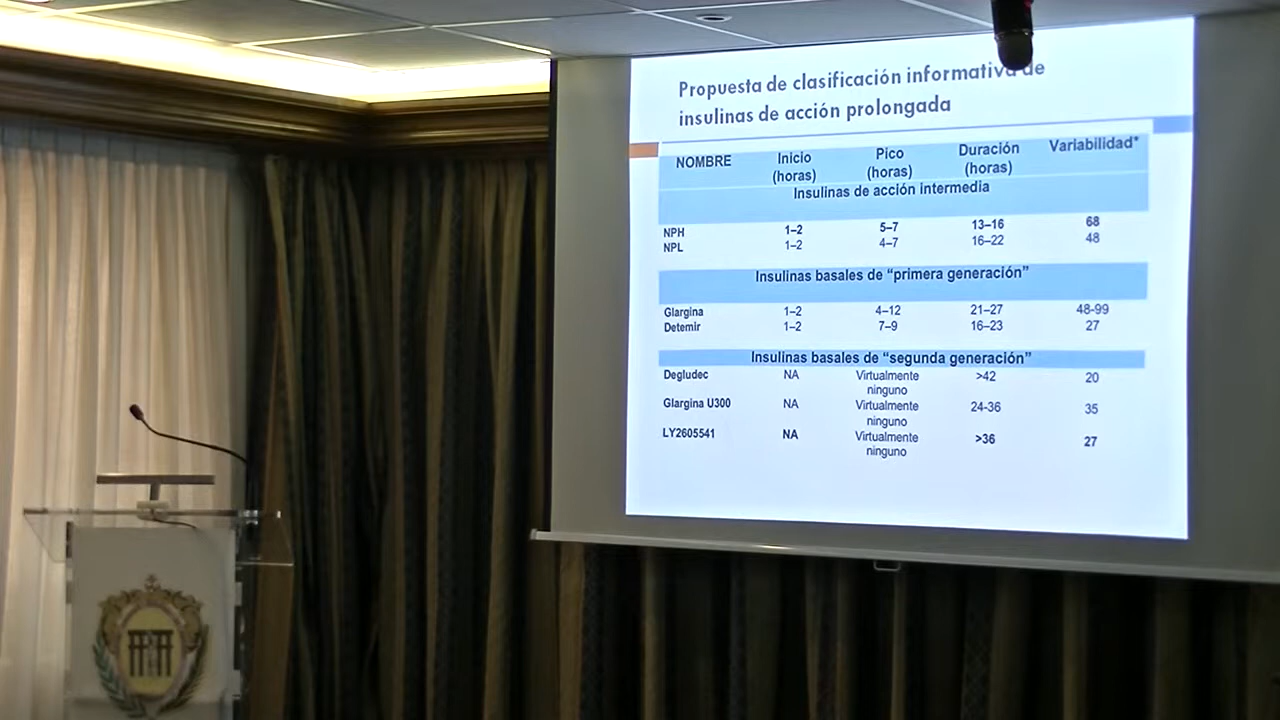 Propuesta de clasificación informativa de
insulinas de acción prolongada
NOMBRE Inicio (horas) Pico (horas) Duración (horas) Variabilidad*
Insulinas de acción intermedia
NPH 1–2 5–7 13–16 68
NPL 1–2 4–7 16–22 48
Insulinas basales de “primera generación”
Glargina 1–2 4–12 21–27 48-99
Detemir 1–2 7–9 16–23 27
Insulinas basales de “segunda generación”
Degludec NA Virtualmente ninguno >42 20
Glargina U300 NA Virtualmente ninguno 24-36 35
LY2605541 NA Virtualmente ninguno >36 27